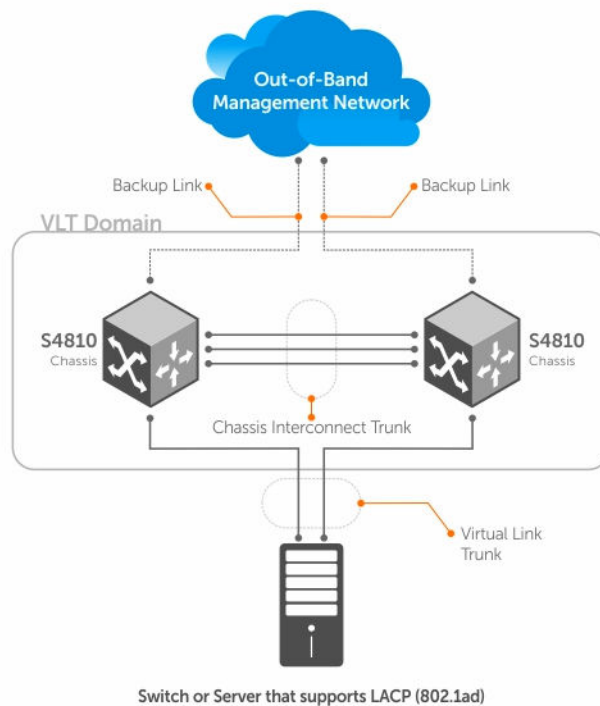 Out-of-Band
Management Network
Backup Link
Backup Link
VLT Domain
S4810
Chassis
S4810
Chassis
Chassis Interconnect Trunk
Virtual Link
Trunk
Switch or Server that supports LACP (802.1ad)